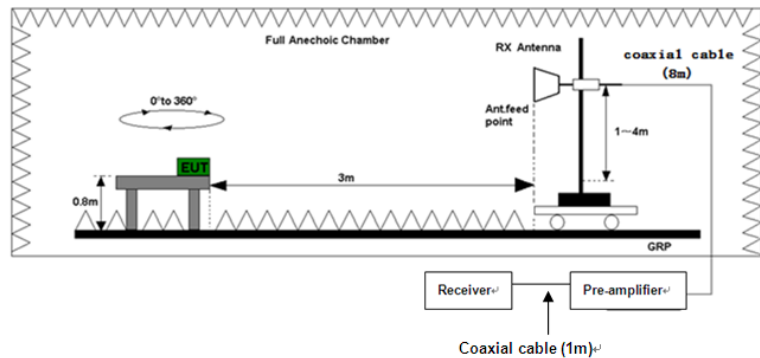 Full Anechoic Chamber
RX Antenna
coaxial cable
(8m)
0°to 360°
Ant.feed
point
1~4m
EUT
3m
0.8m
GRP
Receiver↵
Pre-amplifier↵
Coaxial cable (1m)↵